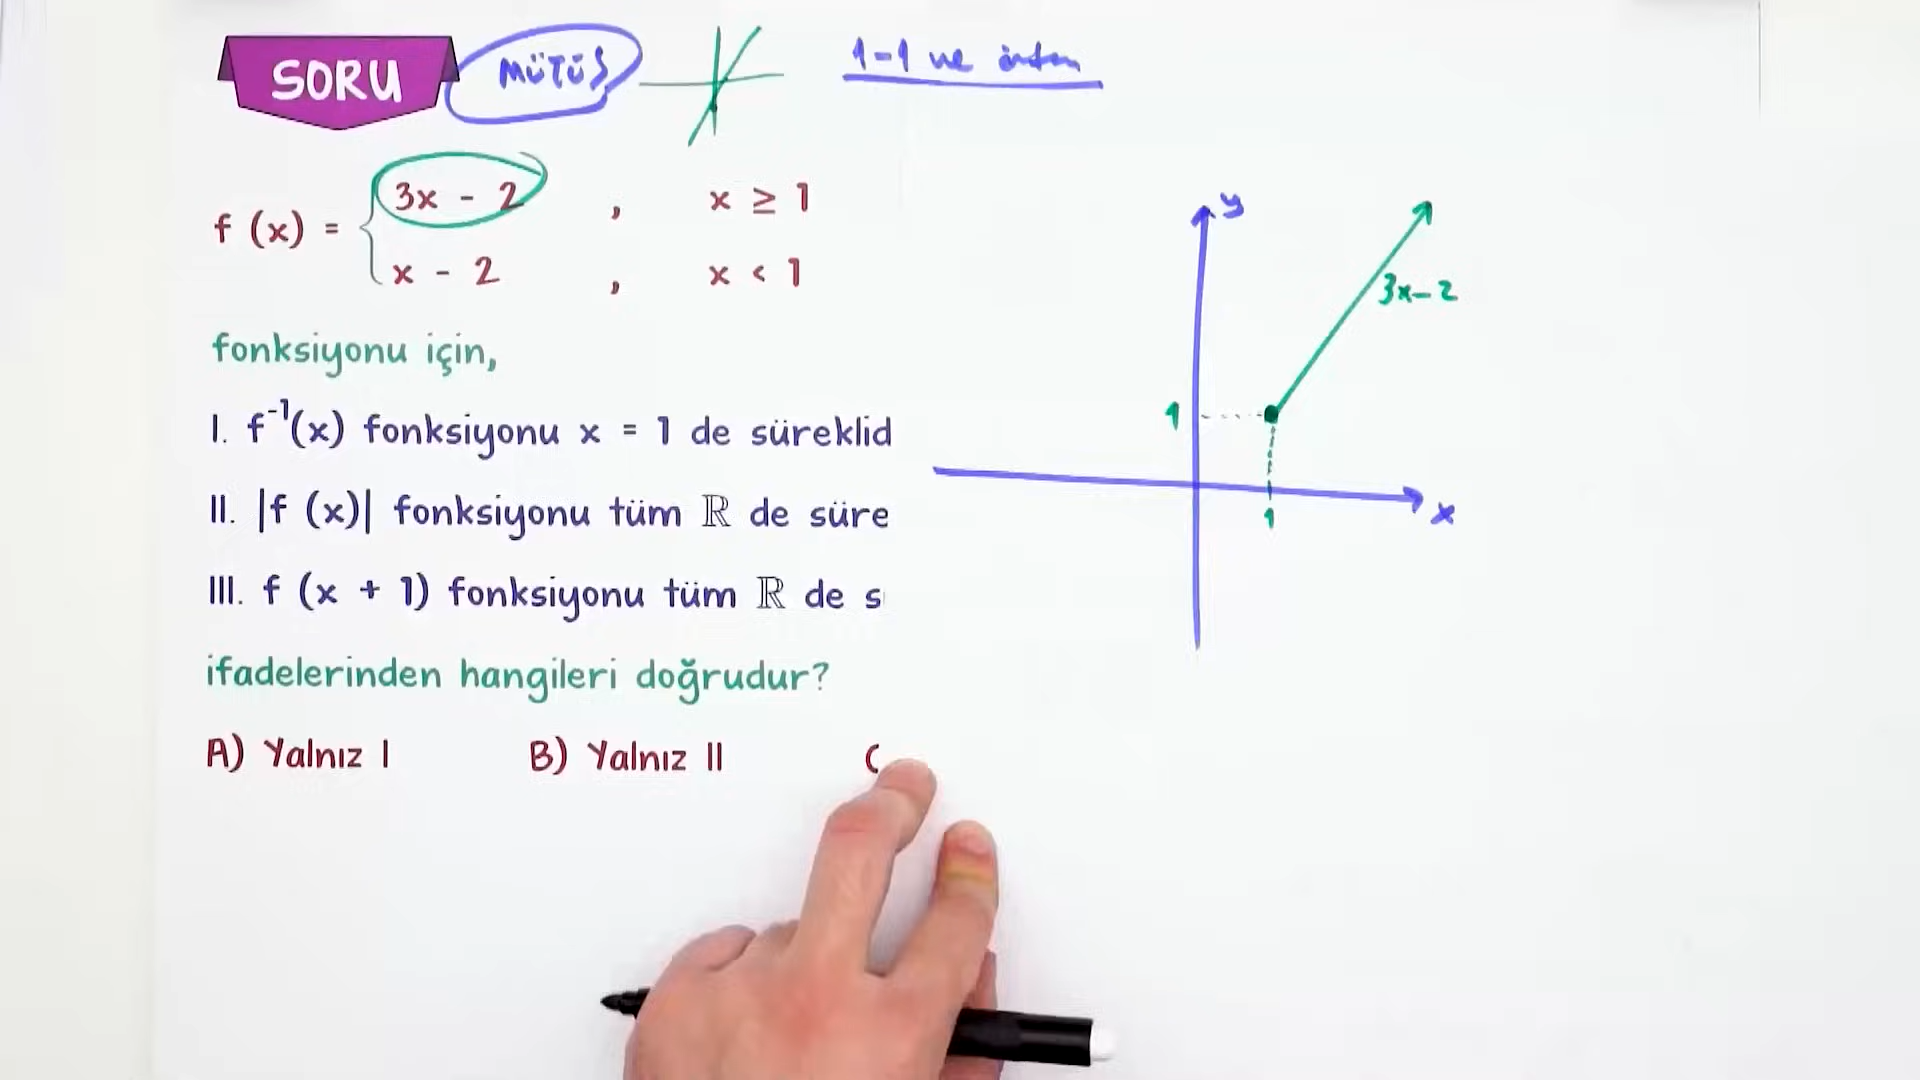 SORU
MÜTÜŞ
1-1 ve örten
f (x) =
3x - 2 , x ≥ 1
x - 2 , x < 1
fonksiyonu için,
I. f⁻¹(x) fonksiyonu x = 1 de süreklid
II. |f (x)| fonksiyonu tüm ℝ de süre
III. f (x + 1) fonksiyonu tüm ℝ de s
ifadelerinden hangileri doğrudur?
A) Yalnız I B) Yalnız II C
y
3x-2
1
1
x